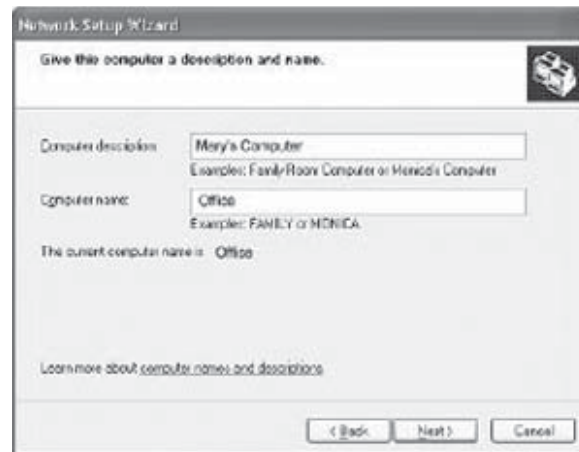 Network Setup Wizard
Give this computer a description and name.
Computer description: Mary's Computer
Examples: Family Room Computer or Monica's Computer
Computer name: Office
Examples: FAMILY or MONICA
The current computer name is Office
Learn more about computer names and descriptions.
< Back Next > Cancel